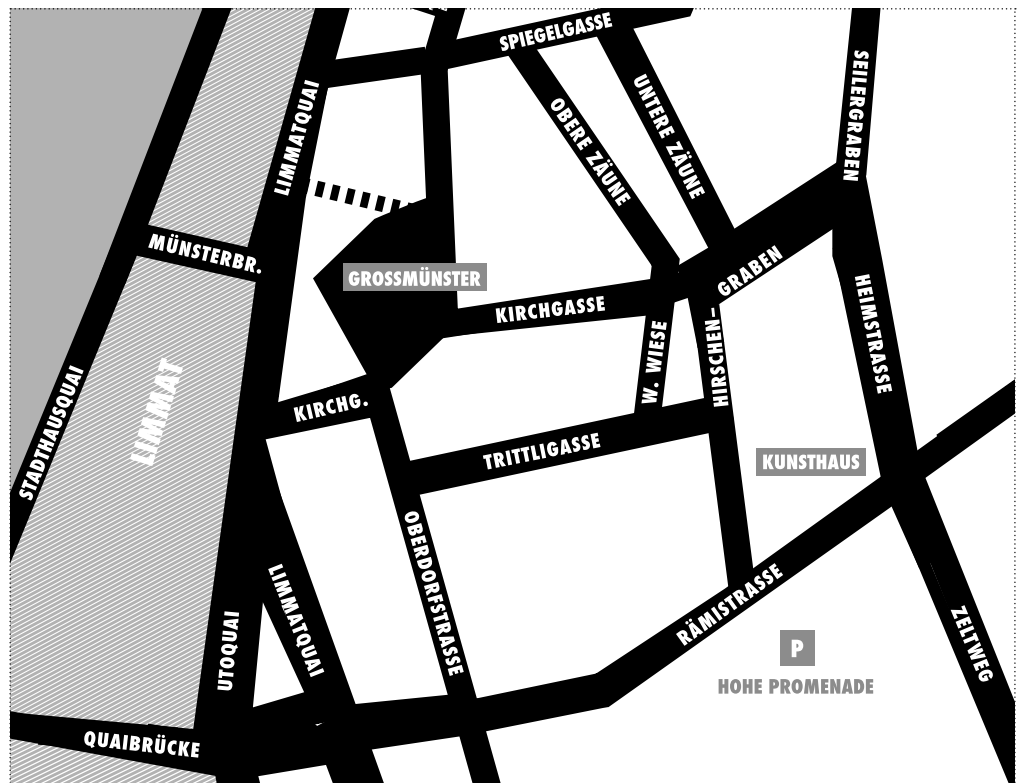 SPIEGELGASSE
SEILERGRABEN
LIMMATQUAI
OBERE ZÄUNE
UNTERE ZÄUNE
MÜNSTERBR.
GROSSMÜNSTER
GRABEN
KIRCHGASSE
HIRSCHEN–
HEIMSTRASSE
W. WIESE
STADTHAUSQUAI
LIMMAT
KIRCHG.
TRITTLIGASSE
KUNSTHAUS
OBERDORFSTRASSE
LIMMATQUAI
RÄMISTRASSE
UTOQUAI
ZELTWEG
P
HOHE PROMENADE
QUAIBRÜCKE